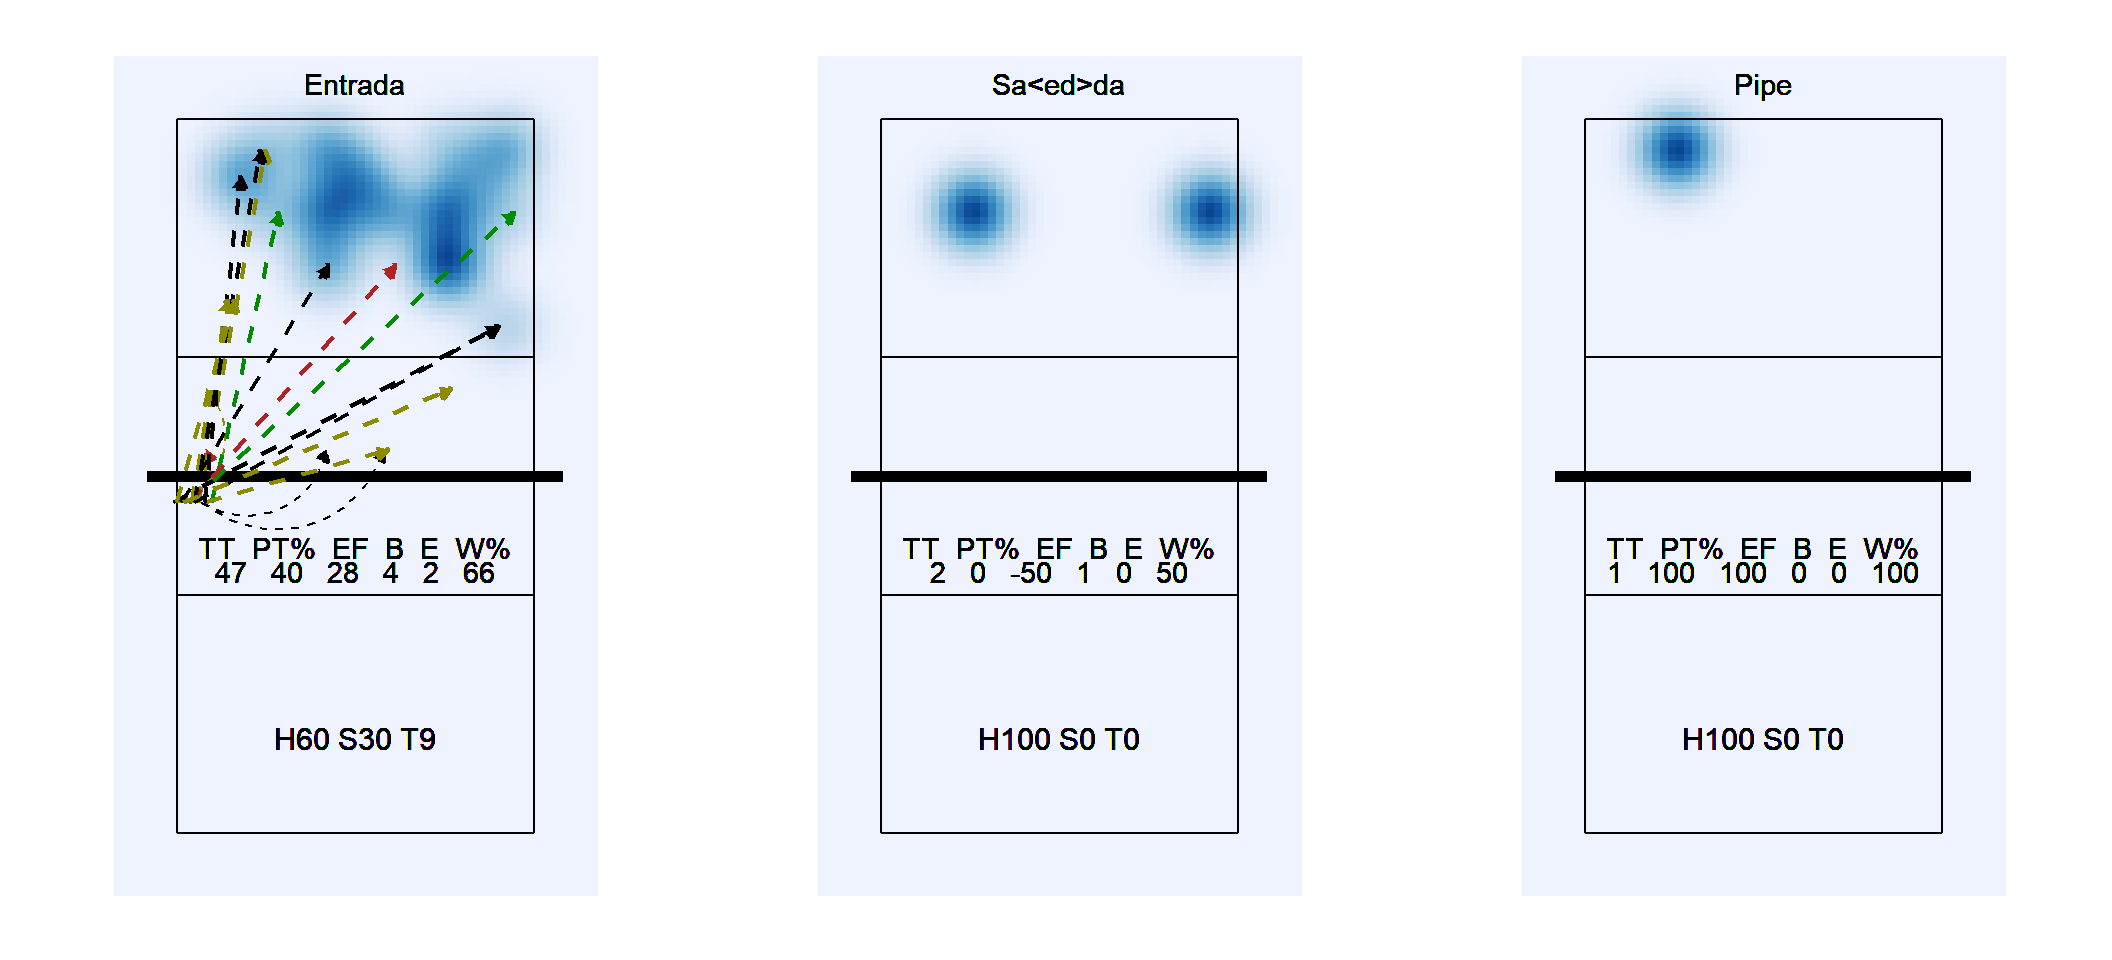 Entrada
TT PT% EF B E W%
47 40 28 4 2 66
H60 S30 T9
Sa<ed>da
TT PT% EF B E W%
2 0 -50 1 0 50
H100 S0 T0
Pipe
TT PT% EF B E W%
1 100 100 0 0 100
H100 S0 T0